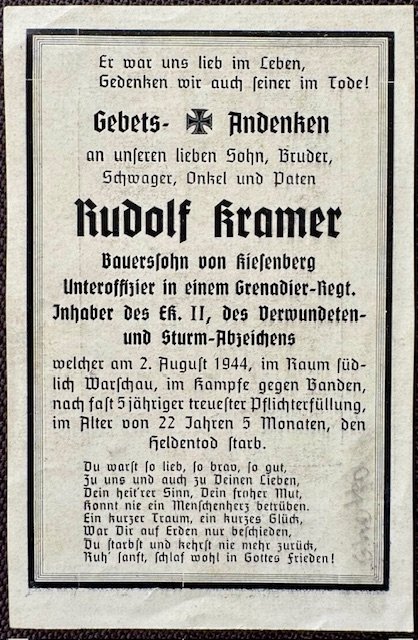 Er war uns lieb im Leben,
Gedenken wir auch seiner im Tode!
Gebets- Andenken
an unseren lieben Sohn, Bruder,
Schwager, Onkel und Paten
Rudolf Kramer
Bauerssohn von Kiesenberg
Unteroffizier in einem Grenadier-Regt.
Inhaber des EK. II, des Verwundeten-
und Sturm-Abzeichens
welcher am 2. August 1944, im Raum süd-
lich Warschau, im Kampfe gegen Banden,
nach fast 5 jähriger treuester Pflichterfüllung,
im Alter von 22 Jahren 5 Monaten, den
Heldentod starb.
Du warst so lieb, so brav, so gut,
Zu uns und auch zu Deinen Lieben,
Dein heit'rer Sinn, Dein froher Mut,
Konnt nie ein Menschenherz betrüben.
Ein kurzer Traum, ein kurzes Glück,
War Dir auf Erden nur beschieden,
Du starbst und kehrst nie mehr zurück,
Ruh' sanft, schlaf wohl in Gottes Frieden!